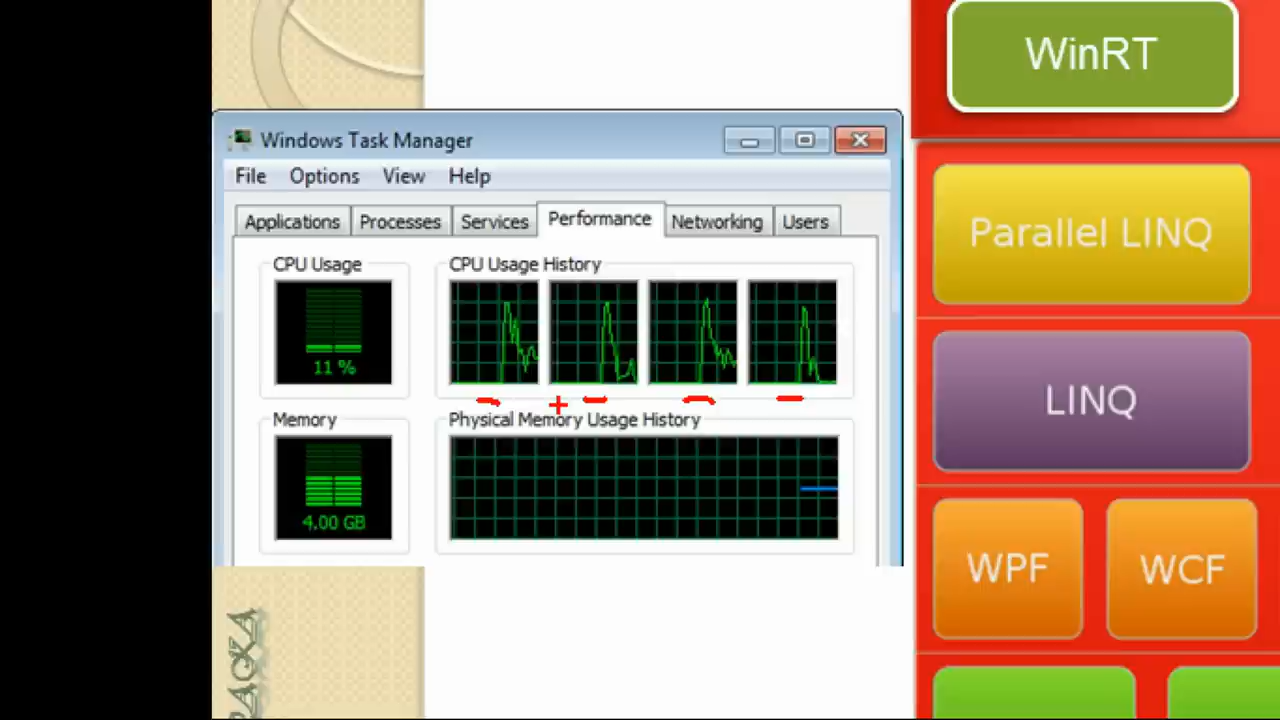 WinRT
Windows Task Manager
File Options View Help
Applications Processes Services Performance Networking Users
CPU Usage
CPU Usage History
11 %
Memory
Physical Memory Usage History
4.00 GB
Parallel LINQ
LINQ
WPF
WCF